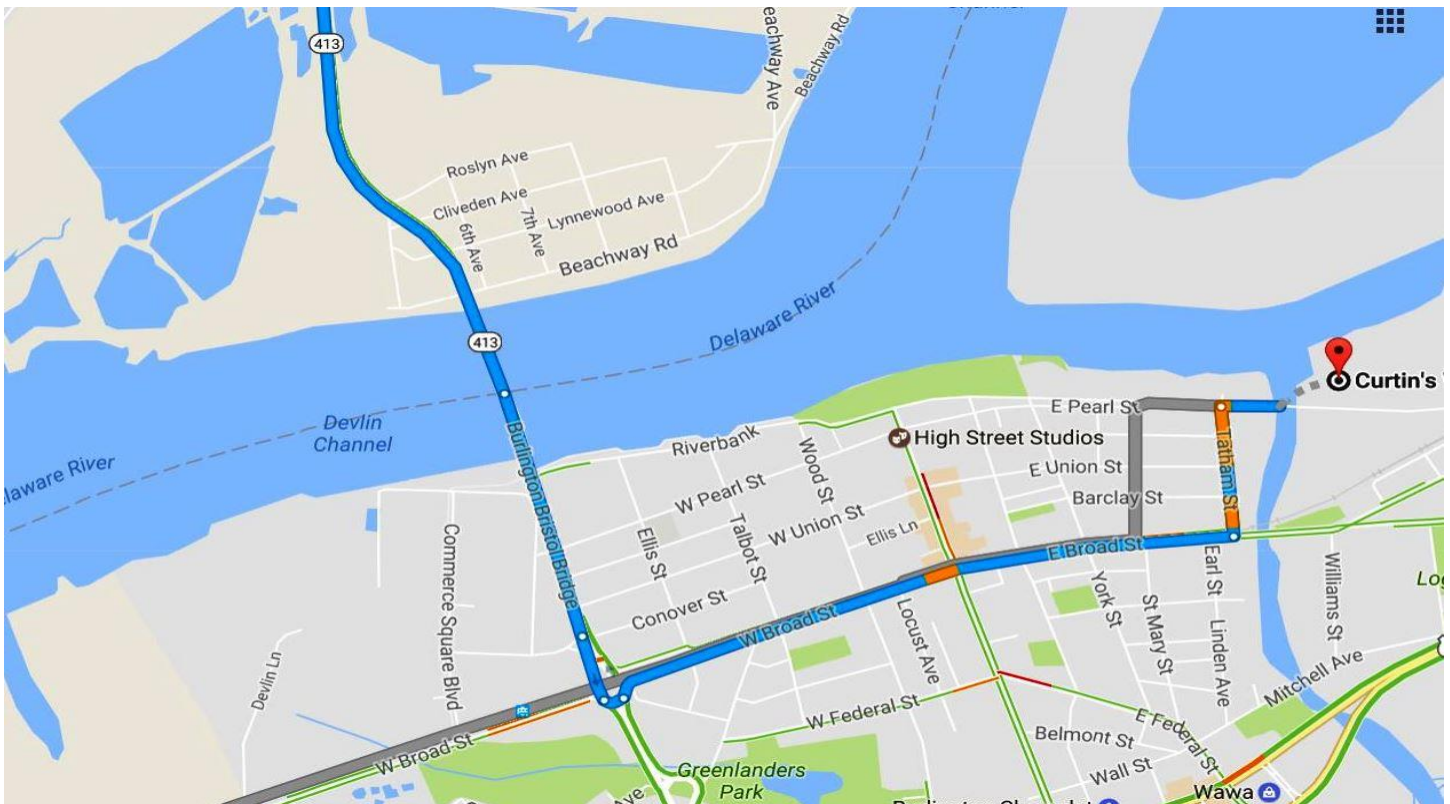 413
Beachway Rd
Roslyn Ave
Cliveden Ave
Lynnewood Ave
7th Ave
6th Ave
Beachway Rd
413
Delaware River
Devlin
Channel
Curtin's
E Pearl St
High Street Studios
Riverbank
Burlington Bristol Bridge
Wood St
W Pearl St
E Union St
Tatham St
Barclay St
W Union St
Ellis Ln
Ellis St
Talbot St
Commerce Square Blvd
E Broad St
Earl St
Williams St
York St
St Mary St
Conover St
W Broad St
Locust Ave
Linden Ave
Devlin Ln
Mitchell Ave
W Federal St
E Federal St
W Broad St
Belmont St
Wall St
Greenlanders
Park
Wawa